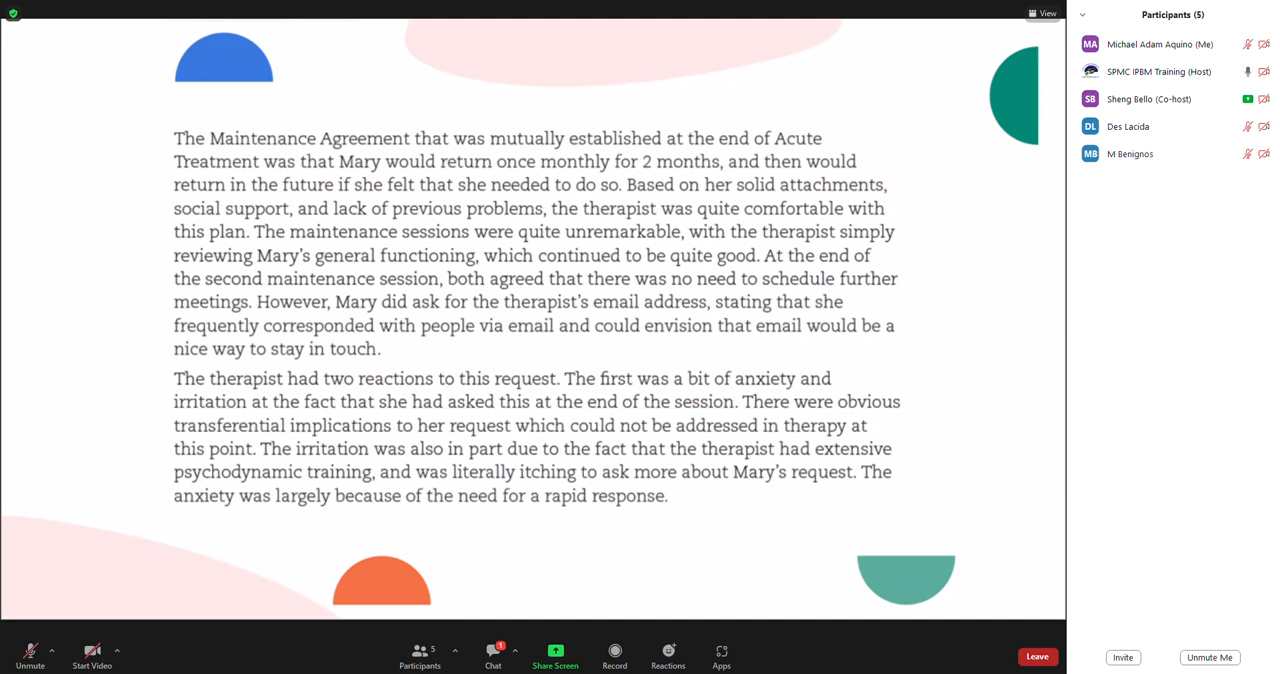 View
The Maintenance Agreement that was mutually established at the end of Acute
Treatment was that Mary would return once monthly for 2 months, and then would
return in the future if she felt that she needed to do so. Based on her solid attachments,
social support, and lack of previous problems, the therapist was quite comfortable with
this plan. The maintenance sessions were quite unremarkable, with the therapist simply
reviewing Mary's general functioning, which continued to be quite good. At the end of
the second maintenance session, both agreed that there was no need to schedule further
meetings. However, Mary did ask for the therapist's email address, stating that she
frequently corresponded with people via email and could envision that email would be a
nice way to stay in touch.
The therapist had two reactions to this request. The first was a bit of anxiety and
irritation at the fact that she had asked this at the end of the session. There were obvious
transferential implications to her request which could not be addressed in therapy at
this point. The irritation was also in part due to the fact that the therapist had extensive
psychodynamic training, and was literally itching to ask more about Mary's request. The
anxiety was largely because of the need for a rapid response.
Participants (5)
MA Michael Adam Aquino (Me)
SPMC IPBM Training (Host)
SB Sheng Bello (Co-host)
DL Des Lacida
MB M Benignos
Unmute
Start Video
5
Participants
1
Chat
Share Screen
Record
Reactions
Apps
Leave
Invite
Unmute Me